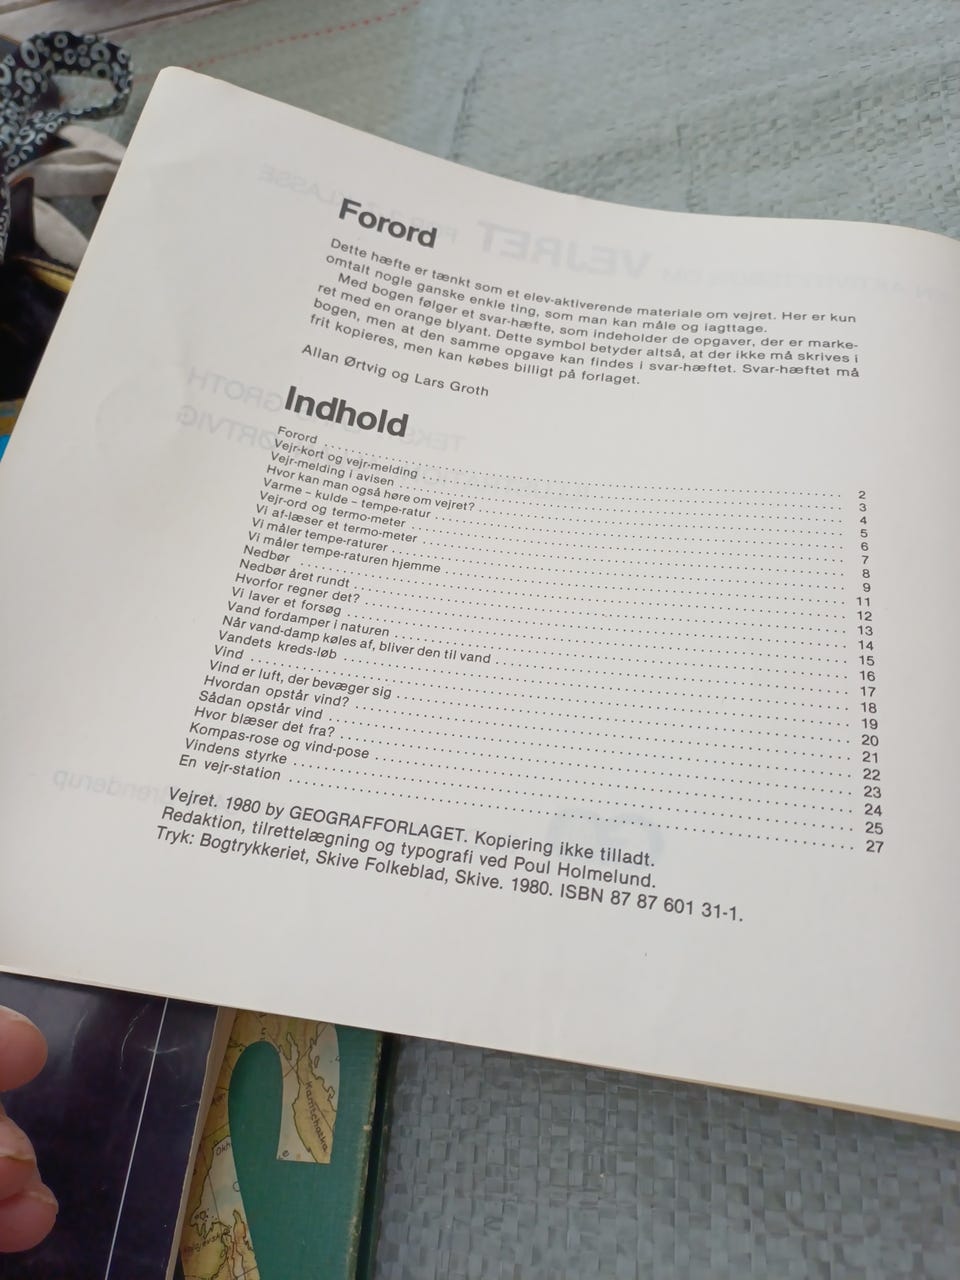 Forord
Dette hæfte er tænkt som et elev-aktiverende materiale om vejret. Her er kun
omtalt nogle ganske enkle ting, som man kan måle og iagttage.
Med bogen følger et svar-hæfte, som indeholder de opgaver, der er marke-
ret med en orange blyant. Dette symbol betyder altså, at der ikke må skrives i
bogen, men at den samme opgave kan findes i svar-hæftet. Svar-hæftet må
frit kopieres, men kan købes billigt på forlaget.
Allan Ørtvig og Lars Groth
Indhold
Forord ........ 2
Vejr-kort og vejr-melding ........ 3
Vejr-melding i avisen ........ 4
Hvor kan man også høre om vejret? ........ 5
Varme – kulde – tempe-ratur ........ 6
Vejr-ord og termo-meter ........ 7
Vi af-læser et termo-meter ........ 8
Vi måler tempe-raturer ........ 9
Vi måler tempe-raturen hjemme ........ 11
Nedbør ........ 12
Nedbør året rundt ........ 13
Hvorfor regner det? ........ 14
Vi laver et forsøg ........ 15
Vand fordamper i naturen ........ 16
Når vand-damp køles af, bliver den til vand ........ 17
Vandets kreds-løb ........ 18
Vind ........ 19
Vind er luft, der bevæger sig ........ 20
Hvordan opstår vind? ........ 21
Sådan opstår vind ........ 22
Hvor blæser det fra? ........ 23
Kompas-rose og vind-pose ........ 24
Vindens styrke ........ 25
En vejr-station ........ 27
Vejret. 1980 by GEOGRAFFORLAGET. Kopiering ikke tilladt.
Redaktion, tilrettelægning og typografi ved Poul Holmelund.
Tryk: Bogtrykkeriet, Skive Folkeblad, Skive. 1980. ISBN 87 87 601 31-1.
Kamhschatka